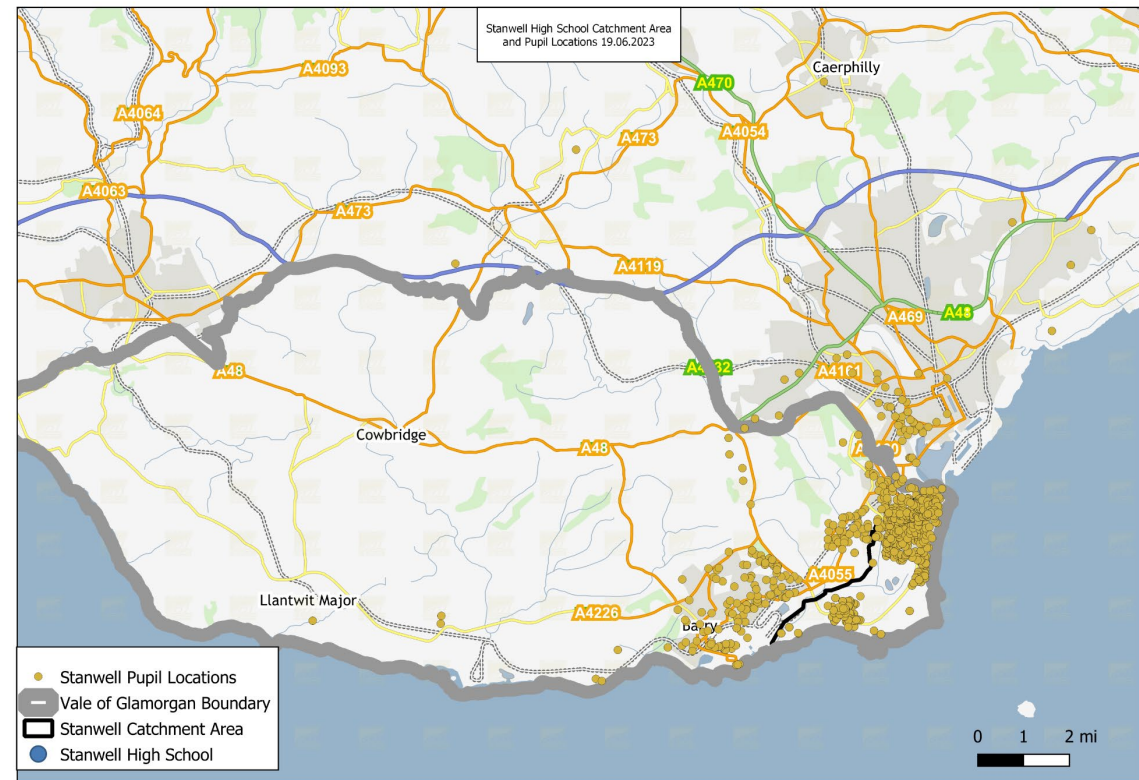 Stanwell High School Catchment Area
and Pupil Locations 19.06.2023
Caerphilly
A4093
A470
A4064
A4054
A473
A4063
A473
A4119
A48
A469
A48
A4161
Cowbridge
A48
A4055
Llantwit Major
A4226
Barry
Stanwell Pupil Locations
Vale of Glamorgan Boundary
Stanwell Catchment Area
Stanwell High School
0 1 2 mi